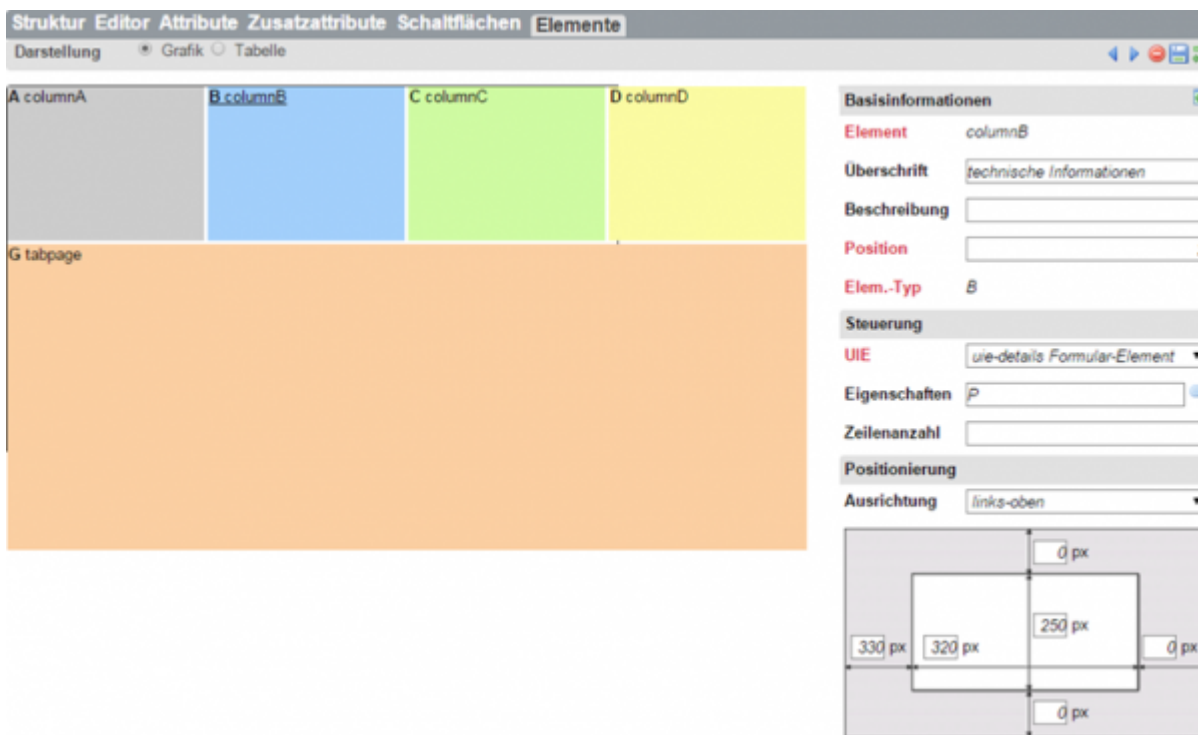 Struktur Editor Attribute Zusatzattribute Schaltflächen Elemente
Darstellung Grafik Tabelle
A columnA B columnB C columnC D columnD
G tabpage
Basisinformationen
Element columnB
Überschrift technische Informationen
Beschreibung
Position
Elem.-Typ B
Steuerung
UIE uie-details Formular-Element
Eigenschaften P
Zeilenanzahl
Positionierung
Ausrichtung links-oben
0 px
250 px
330 px 320 px 0 px
0 px